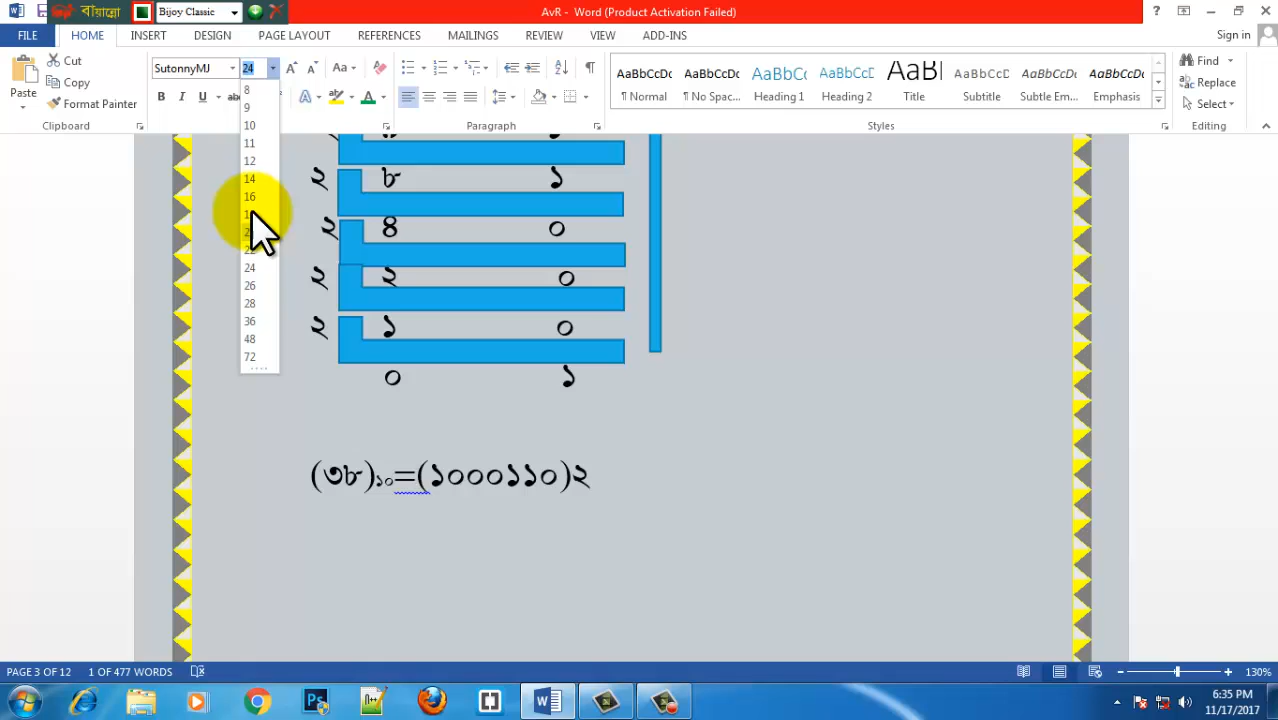 বায়ান্নো Bijoy Classic AvR - Word (Product Activation Failed)
FILE HOME INSERT DESIGN PAGE LAYOUT REFERENCES MAILINGS REVIEW VIEW ADD-INS Sign in
Paste Cut Copy Format Painter
Clipboard
SutonnyMJ 24
8
9
10
11
12
14
16
24
26
28
36
48
72
Paragraph
AaBbCcDc AaBbCcDc AaBbCc AaBbCcC AaBl AaBbCcD AaBbCcDc AaBbCcDc
¶ Normal ¶ No Spac... Heading 1 Heading 2 Title Subtitle Subtle Em... Emphasis
Styles
Find
Replace
Select
Editing
২ ৮ ১
২ 8 ০
২ ২ ০
২ ১ ০
০ ১
(৩৮)১০=(১০০০১১০)২
PAGE 3 OF 12 1 OF 477 WORDS 130%
6:35 PM
11/17/2017